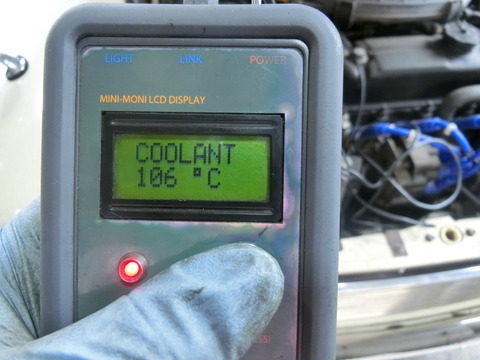 LIGHT LINK POWER
MINI-MONI LCD DISPLAY
COOLANT
106 °C